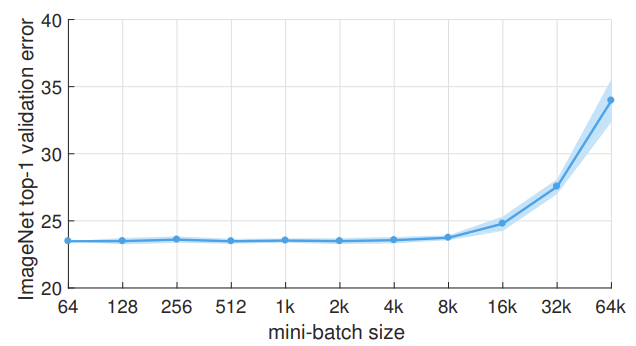 ImageNet top-1 validation error
40
35
30
25
20
64 128 256 512 1k 2k 4k 8k 16k 32k 64k
mini-batch size